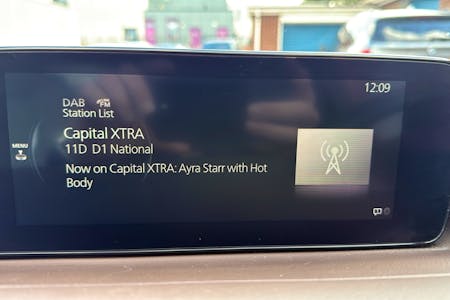 12:09
DAB FM
Station List
Capital XTRA
11D D1 National
MENU
Now on Capital XTRA: Ayra Starr with Hot
Body